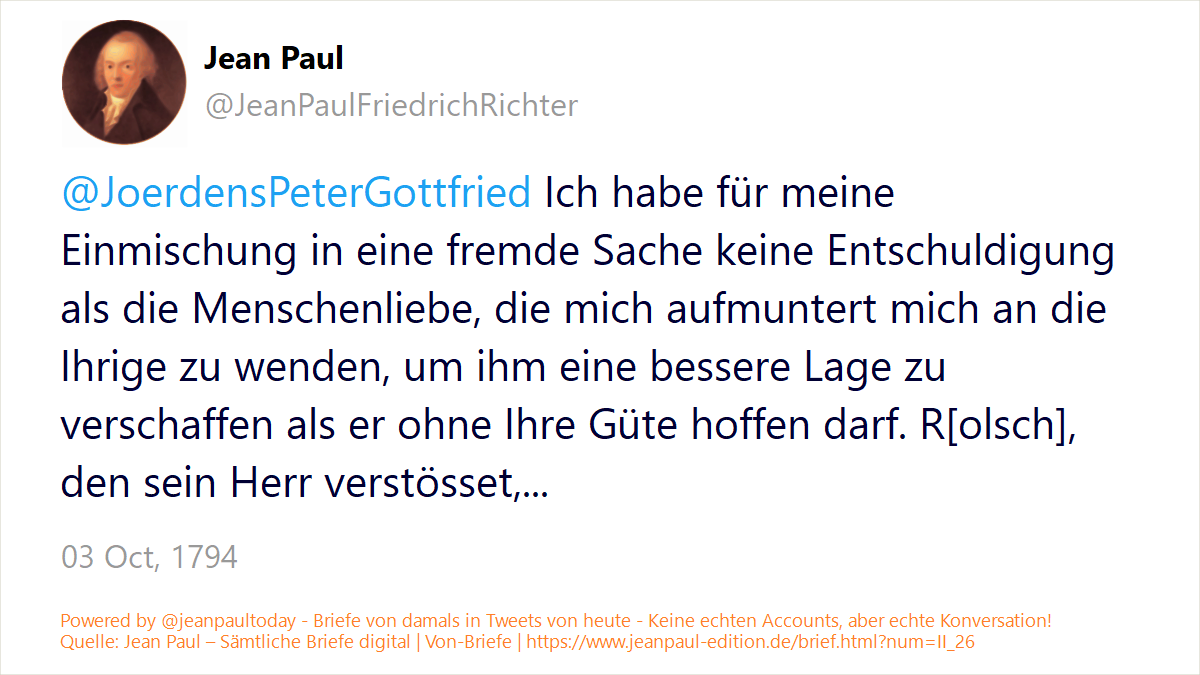 Jean Paul
@JeanPaulFriedrichRichter
@JoerdensPeterGottfried Ich habe für meine
Einmischung in eine fremde Sache keine Entschuldigung
als die Menschenliebe, die mich aufmuntert mich an die
Ihrige zu wenden, um ihm eine bessere Lage zu
verschaffen als er ohne Ihre Güte hoffen darf. R[olsch],
den sein Herr verstösset,...
03 Oct, 1794
Powered by @jeanpaultoday - Briefe von damals in Tweets von heute - Keine echten Accounts, aber echte Konversation!
Quelle: Jean Paul – Sämtliche Briefe digital | Von-Briefe | https://www.jeanpaul-edition.de/brief.html?num=II_26